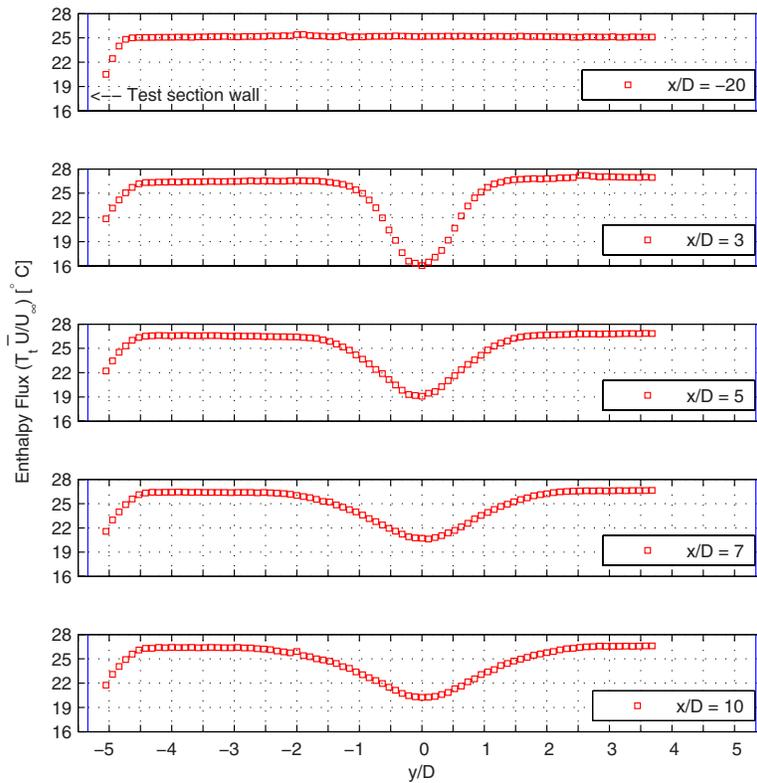 28
25
22
19
16
<−− Test section wall
x/D = −20
28
25
22
19
16
x/D = 3
Enthalpy Flux (T_t U̅/U_∞) [°C]
28
25
22
19
16
x/D = 5
28
25
22
19
16
x/D = 7
28
25
22
19
16
x/D = 10
−5 −4 −3 −2 −1 0 1 2 3 4 5
y/D